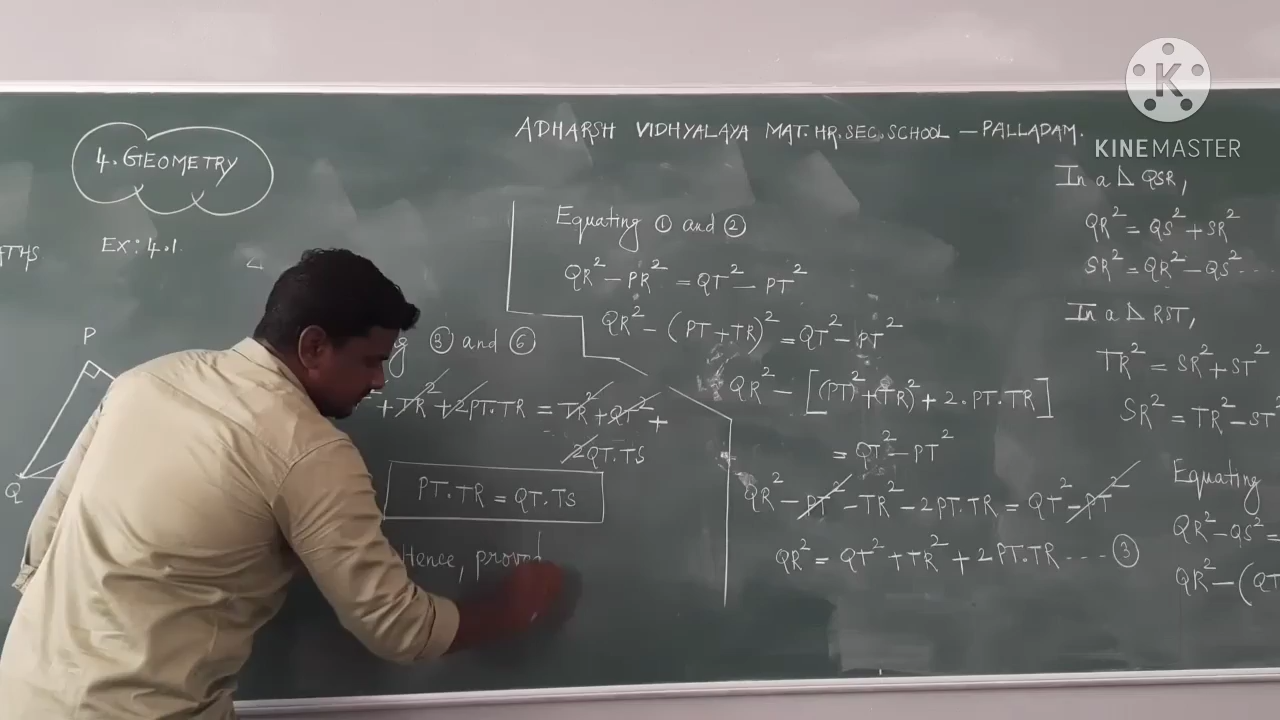 KINEMASTER
ADHARSH VIDHYALAYA MAT.HR.SEC.SCHOOL – PALLADAM.
4. GEOMETRY
Ex: 4.1.
P
Q
③ and ⑥
+ TR² + 2PT.TR = TR² + QT² +
2QT.TS
PT.TR = QT.TS
Hence, proved
Equating ① and ②
QR² – PR² = QT² – PT²
QR² – (PT+TR)² = QT² – PT²
QR² – [(PT)² + (TR)² + 2.PT.TR]
= QT² – PT²
QR² – PT² – TR² – 2PT.TR = QT² – PT²
QR² = QT² + TR² + 2PT.TR ---- ③
In a Δ QSR,
QR² = QS² + SR²
SR² = QR² – QS² ---
In a Δ RST,
TR² = SR² + ST²
SR² = TR² – ST²
Equating
QR² – QS² =
QR² – (QT